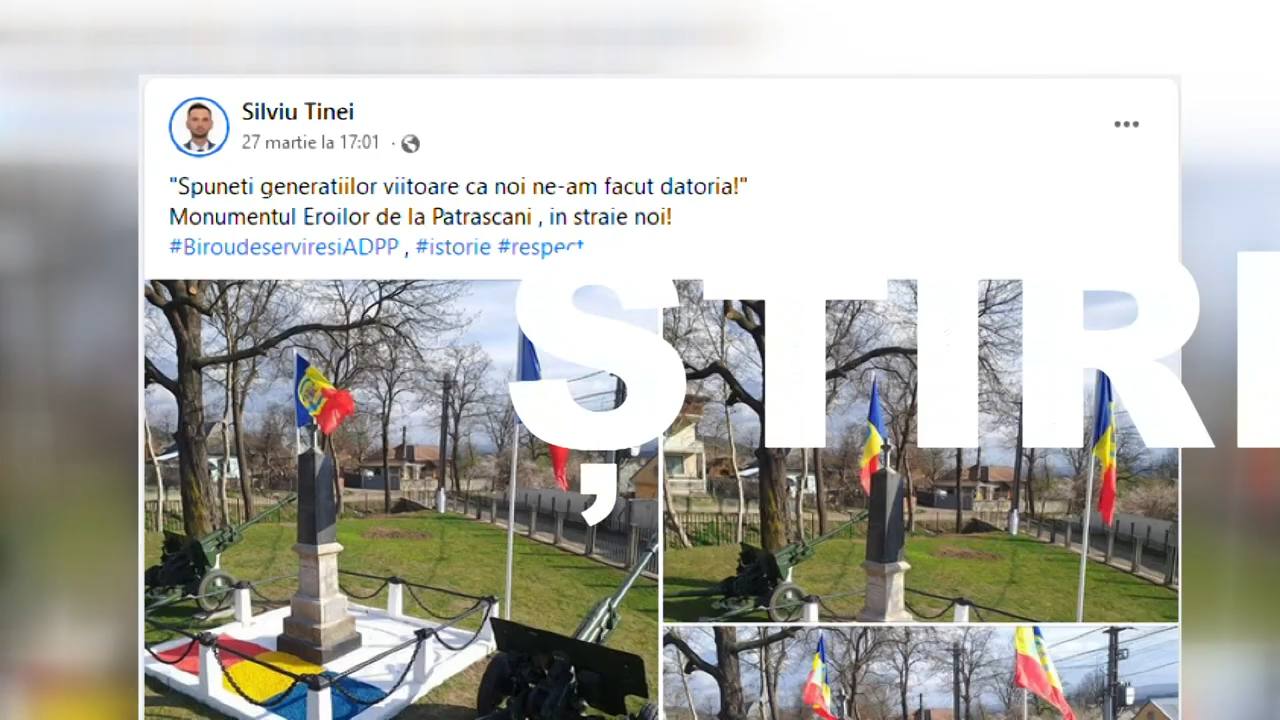 Silviu Tinei
27 martie la 17:01
"Spuneti generatiilor viitoare ca noi ne-am facut datoria!"
Monumentul Eroilor de la Patrascani , in straie noi!
#BiroudeserviresiADPP , #istorie #respect
ȘTIR